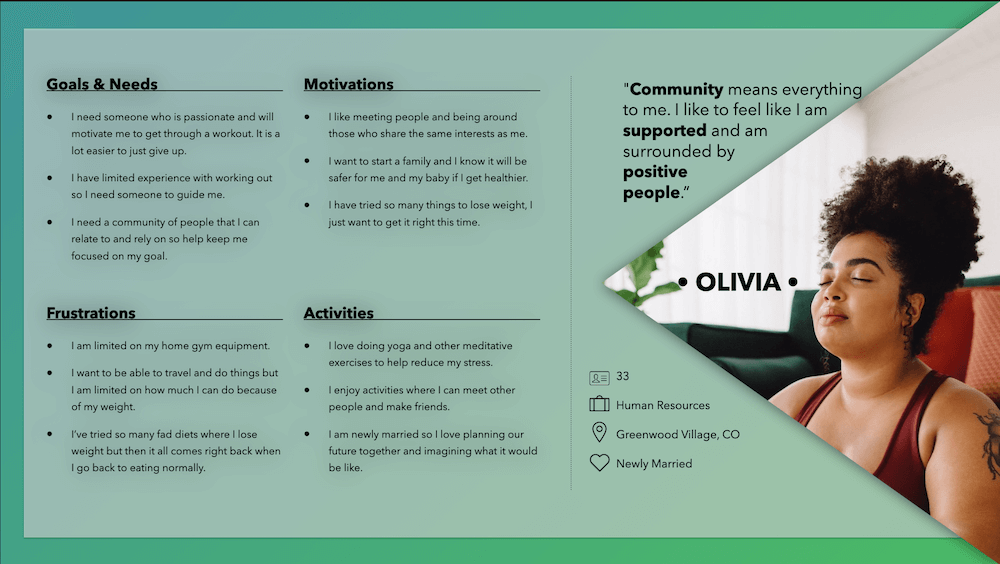 Goals & Needs
• I need someone who is passionate and will
motivate me to get through a workout. It is a
lot easier to just give up.
• I have limited experience with working out
so I need someone to guide me.
• I need a community of people that I can
relate to and rely on so help keep me
focused on my goal.
Motivations
• I like meeting people and being around
those who share the same interests as me.
• I want to start a family and I know it will be
safer for me and my baby if I get healthier.
• I have tried so many things to lose weight, I
just want to get it right this time.
Frustrations
• I am limited on my home gym equipment.
• I want to be able to travel and do things but
I am limited on how much I can do because
of my weight.
• I’ve tried so many fad diets where I lose
weight but then it all comes right back when
I go back to eating normally.
Activities
• I love doing yoga and other meditative
exercises to help reduce my stress.
• I enjoy activities where I can meet other
people and make friends.
• I am newly married so I love planning our
future together and imagining what it would
be like.
"Community means everything
to me. I like to feel like I am
supported and am
surrounded by
positive
people.”
• OLIVIA •
33
Human Resources
Greenwood Village, CO
Newly Married